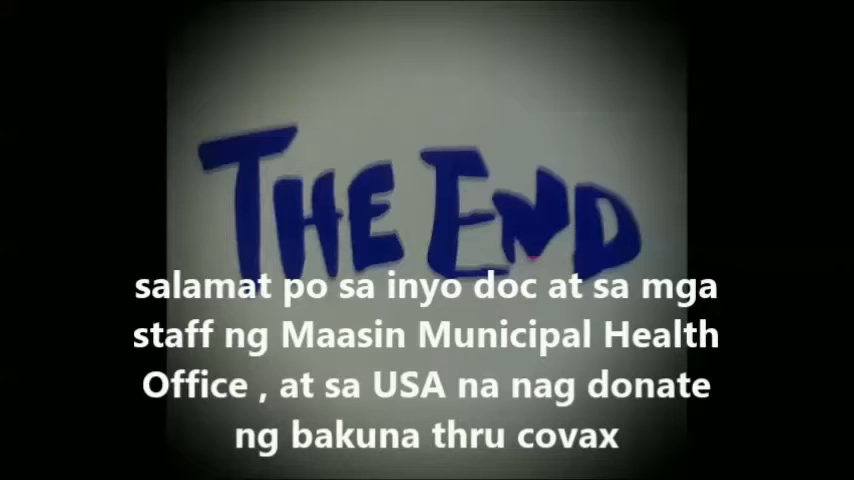 THE END
salamat po sa inyo doc at sa mga
staff ng Maasin Municipal Health
Office , at sa USA na nag donate
ng bakuna thru covax